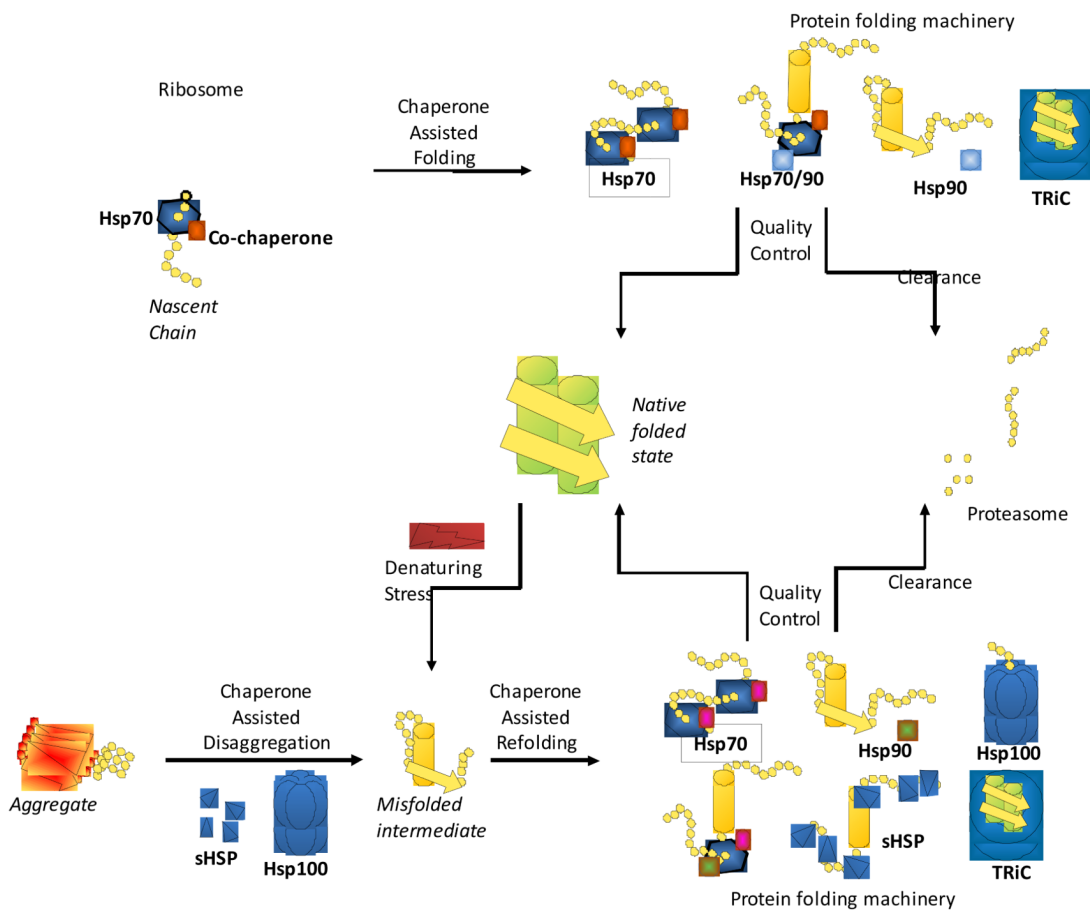 Protein folding machinery
Ribosome
Chaperone
Assisted
Folding
Hsp70
Hsp70/90
Hsp90
TRiC
Hsp70
Co-chaperone
Nascent
Chain
Quality
Control
Clearance
Native
folded
state
Proteasome
Denaturing
Stress
Quality
Control
Clearance
Chaperone
Assisted
Disaggregation
Chaperone
Assisted
Refolding
Hsp70
Hsp90
Hsp100
Aggregate
sHSP
Hsp100
Misfolded
intermediate
sHSP
TRiC
Protein folding machinery